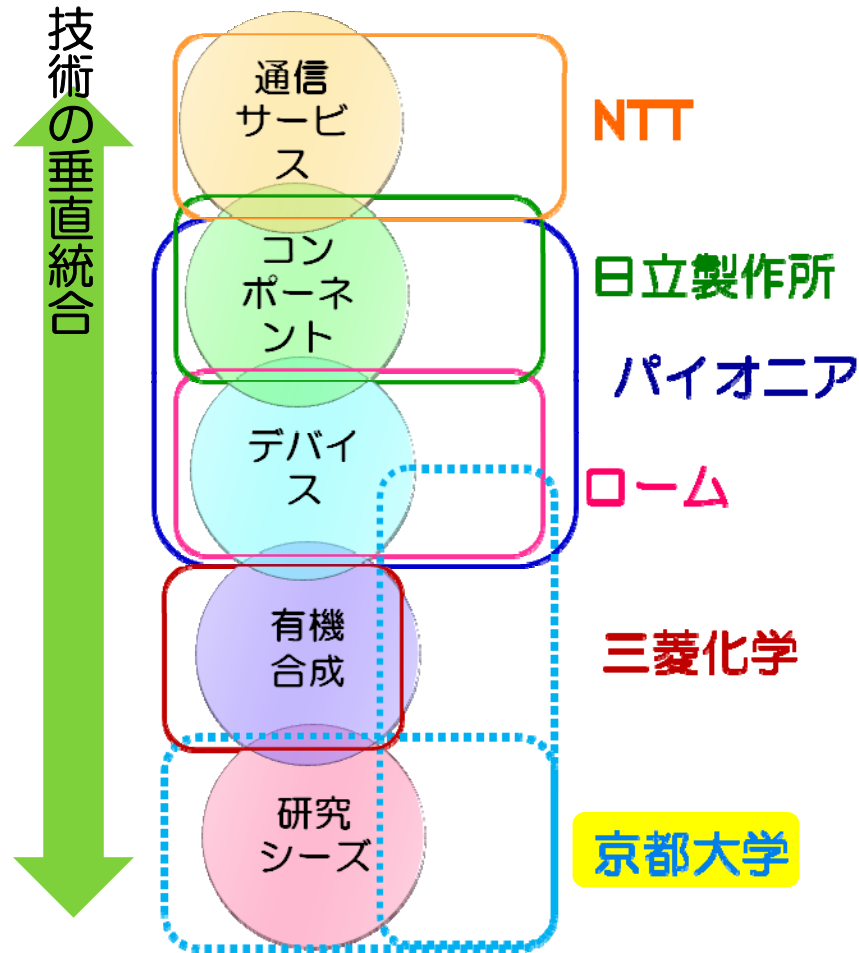 技術の垂直統合
通信
サービ
ス
NTT
コン
ポーネ
ント
日立製作所
パイオニア
デバイ
ス
ローム
有機
合成
三菱化学
研究
シーズ
京都大学